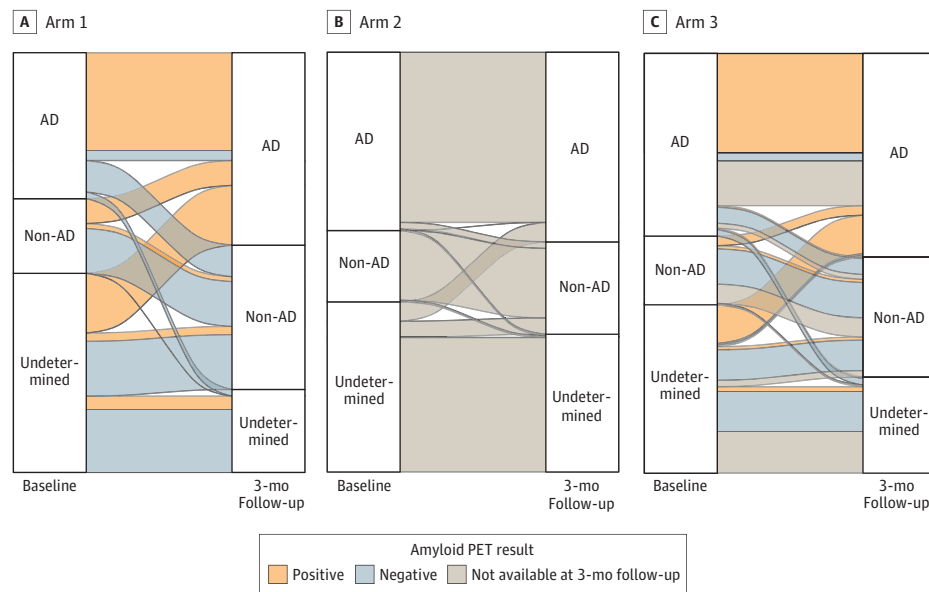 A Arm 1
AD
Non-AD
Undeter-
mined
Baseline
AD
Non-AD
Undeter-
mined
3-mo
Follow-up
B Arm 2
AD
Non-AD
Undeter-
mined
Baseline
AD
Non-AD
Undeter-
mined
3-mo
Follow-up
C Arm 3
AD
Non-AD
Undeter-
mined
Baseline
AD
Non-AD
Undeter-
mined
3-mo
Follow-up
Amyloid PET result
Positive Negative Not available at 3-mo follow-up